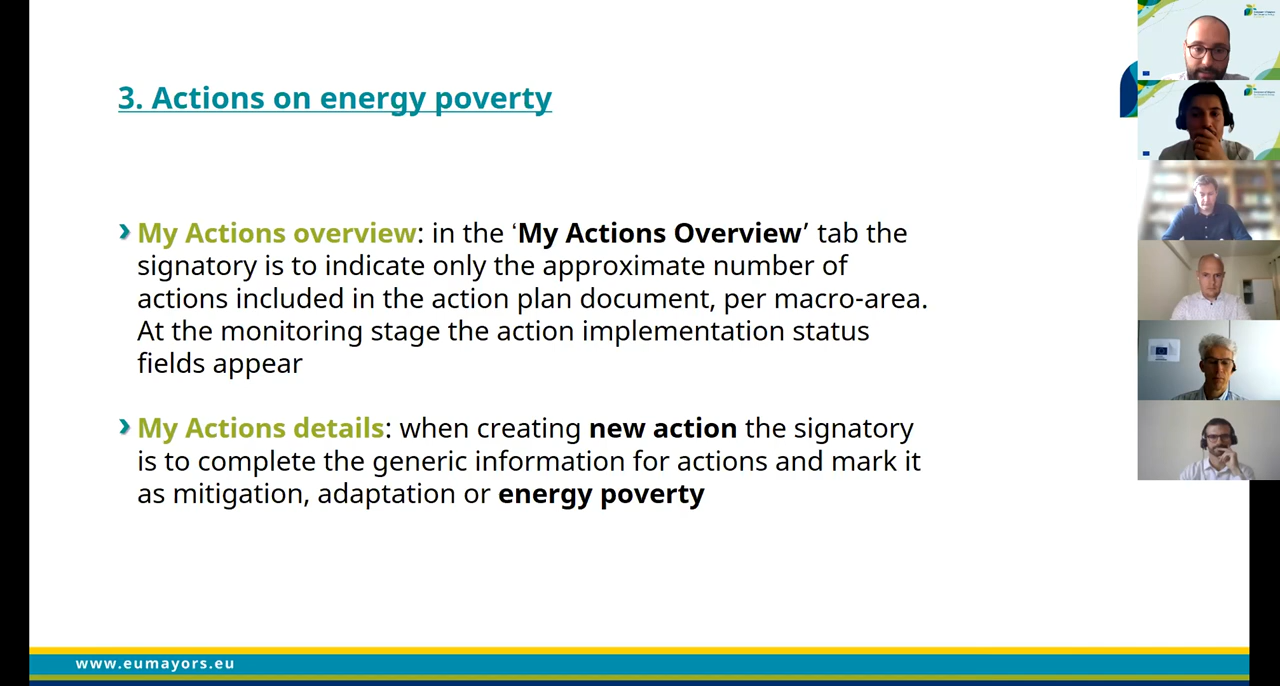 3. Actions on energy poverty
› My Actions overview: in the ‘My Actions Overview’ tab the
signatory is to indicate only the approximate number of
actions included in the action plan document, per macro-area.
At the monitoring stage the action implementation status
fields appear
› My Actions details: when creating new action the signatory
is to complete the generic information for actions and mark it
as mitigation, adaptation or energy poverty
www.eumayors.eu